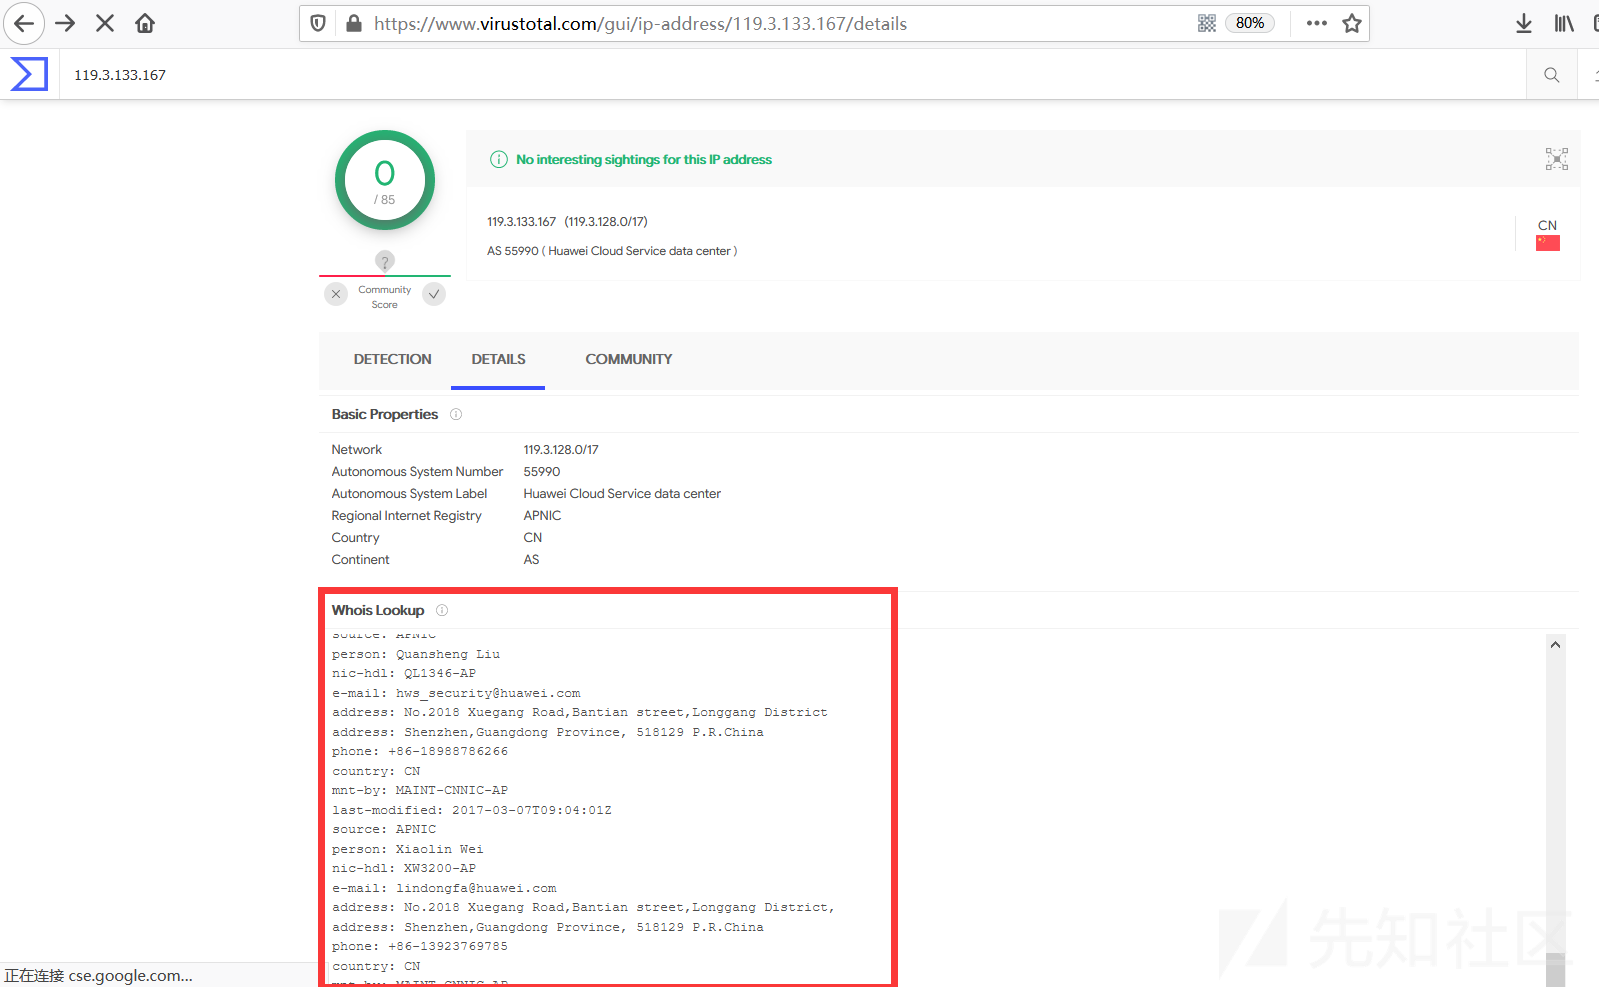 https://www.virustotal.com/gui/ip-address/119.3.133.167/details
80%
119.3.133.167
0
/ 85
?
Community
Score
No interesting sightings for this IP address
119.3.133.167 (119.3.128.0/17)
AS 55990 ( Huawei Cloud Service data center )
CN
DETECTION DETAILS COMMUNITY
Basic Properties
Network 119.3.128.0/17
Autonomous System Number 55990
Autonomous System Label Huawei Cloud Service data center
Regional Internet Registry APNIC
Country CN
Continent AS
Whois Lookup
source: APNIC
person: Quansheng Liu
nic-hdl: QL1346-AP
e-mail: hws_security@huawei.com
address: No.2018 Xuegang Road,Bantian street,Longgang District
address: Shenzhen,Guangdong Province, 518129 P.R.China
phone: +86-18988786266
country: CN
mnt-by: MAINT-CNNIC-AP
last-modified: 2017-03-07T09:04:01Z
source: APNIC
person: Xiaolin Wei
nic-hdl: XW3200-AP
e-mail: lindongfa@huawei.com
address: No.2018 Xuegang Road,Bantian street,Longgang District,
address: Shenzhen,Guangdong Province, 518129 P.R.China
phone: +86-13923769785
country: CN
mnt-by: MAINT-CNNIC-AP
先知社区
正在连接 cse.google.com...